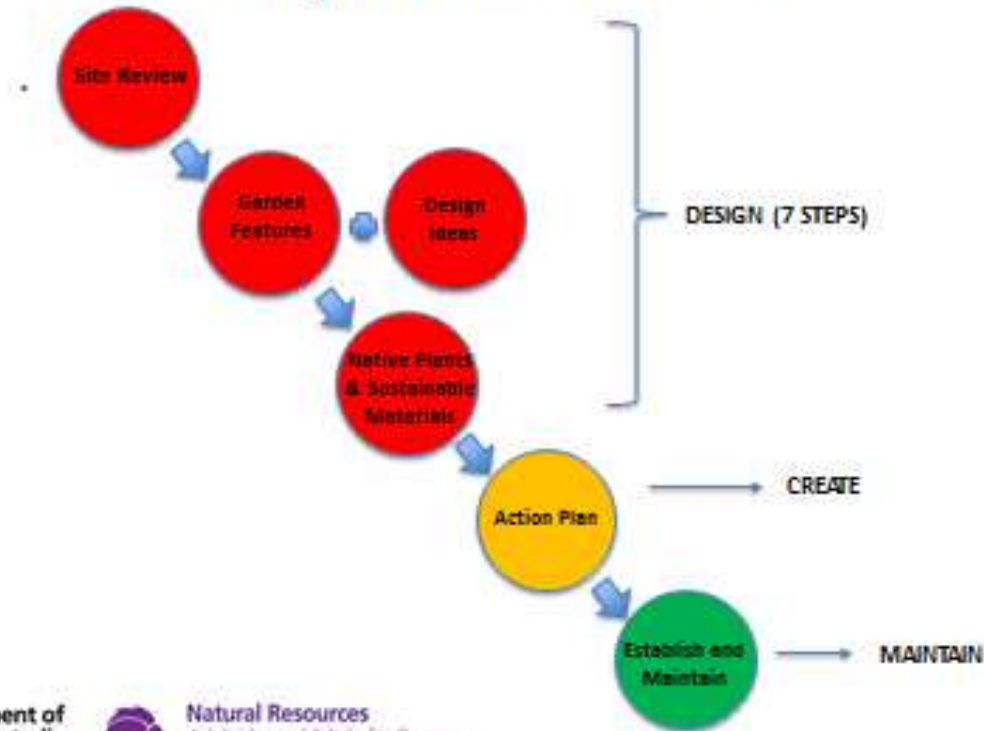 Site Review
Garden
Features
Design
Ideas
DESIGN (7 STEPS)
Native Plants
& Sustainable
Materials
CREATE
Action Plan
Establish and
Maintain
MAINTAIN
Natural Resources